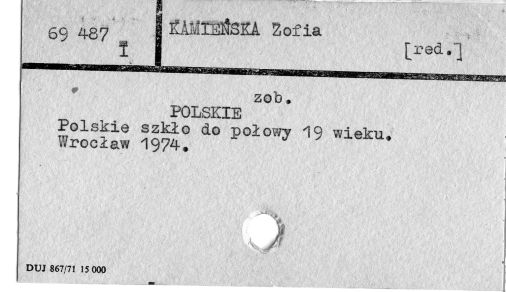 69 487
I
KAMIEŃSKA Zofia
[red.]
zob.
POLSKIE
Polskie szkło do połowy 19 wieku.
Wrocław 1974.
DUJ 867/71 15 000